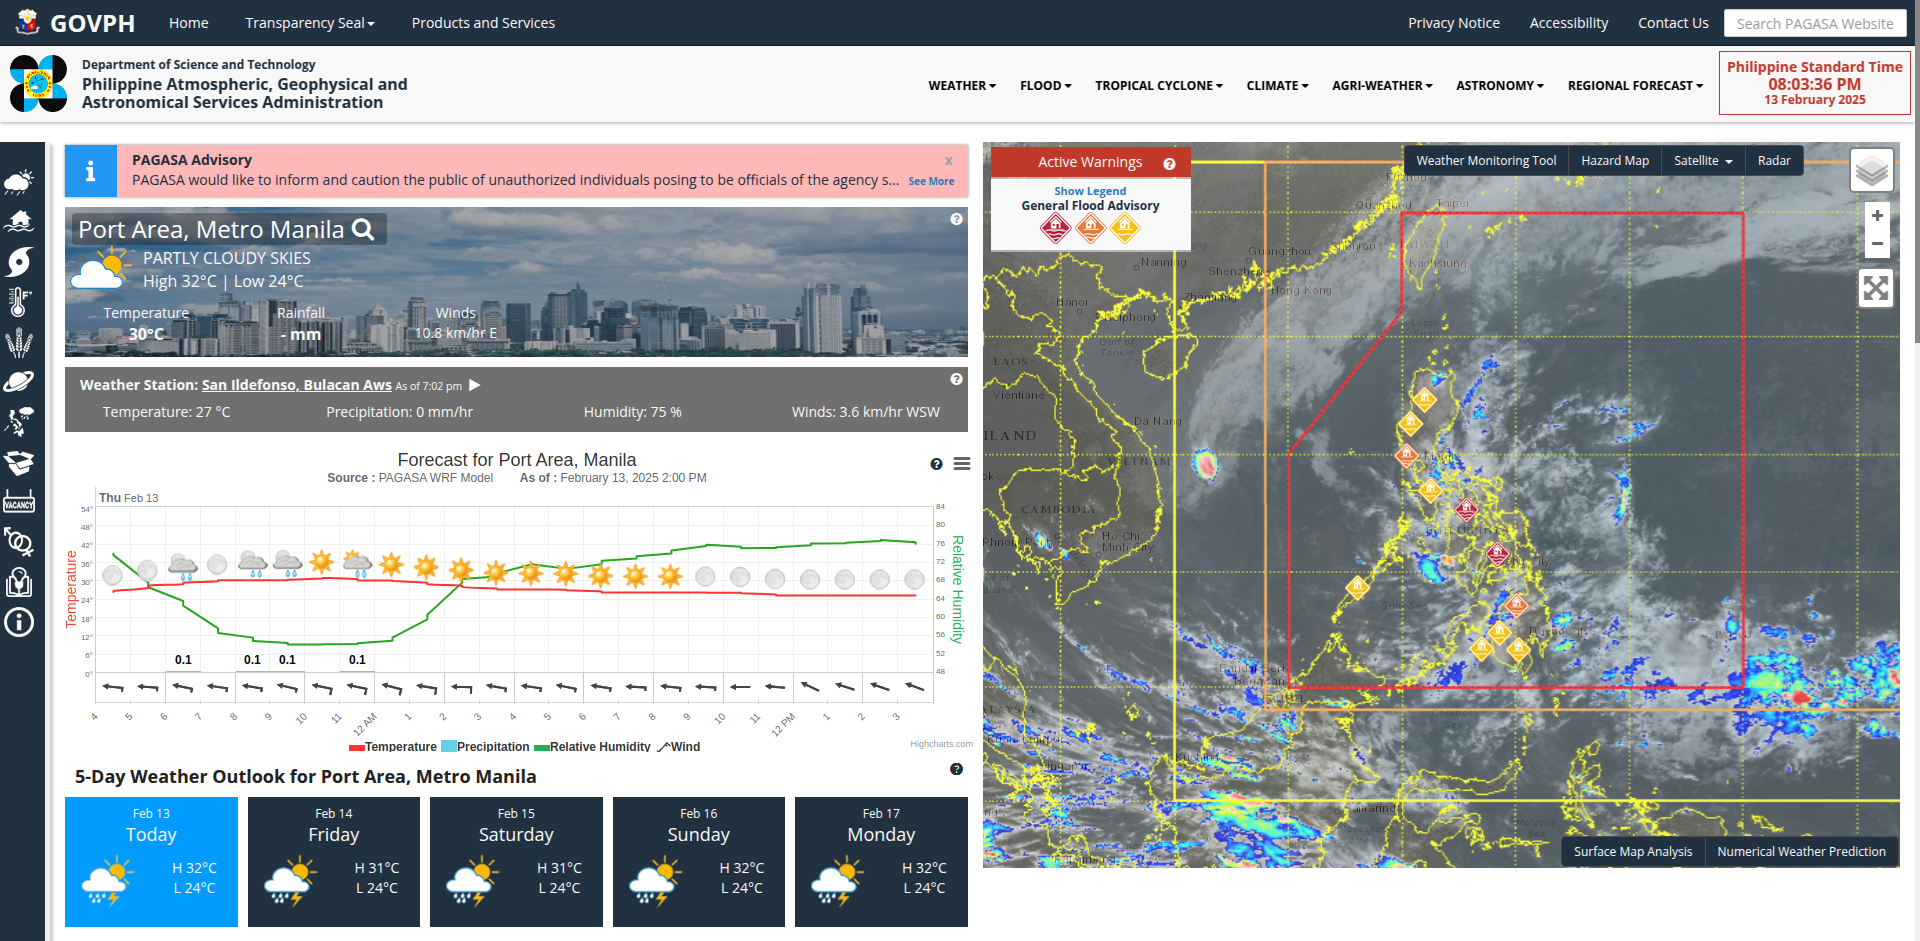 GOVPH
Home
Transparency Seal
Products and Services
Privacy Notice
Accessibility
Contact Us
Search PAGASA Website
Department of Science and Technology
Philippine Atmospheric, Geophysical and
Astronomical Services Administration
WEATHER
FLOOD
TROPICAL CYCLONE
CLIMATE
AGRI-WEATHER
ASTRONOMY
REGIONAL FORECAST
Philippine Standard Time
08:03:36 PM
13 February 2025
VACANCY
PAGASA Advisory
x
PAGASA would like to inform and caution the public of unauthorized individuals posing to be officials of the agency s... See More
Port Area, Metro Manila
PARTLY CLOUDY SKIES
High 32°C | Low 24°C
Temperature
30°C
Rainfall
- mm
Winds
10.8 km/hr E
Weather Station: San Ildefonso, Bulacan Aws As of 7:02 pm
Temperature: 27 °C
Precipitation: 0 mm/hr
Humidity: 75 %
Winds: 3.6 km/hr WSW
Forecast for Port Area, Manila
Source : PAGASA WRF Model As of : February 13, 2025 2:00 PM
Thu Feb 13
Temperature
54°
48°
42°
36°
30°
24°
18°
12°
6°
0°
84
80
76
72
68
64
60
56
52
48
Relative Humidity
0.1 0.1 0.1 0.1
4 5 6 7 8 9 10 11 12 AM 1 2 3 4 5 6 7 8 9 10 11 12 PM 1 2 3
Temperature Precipitation Relative Humidity Wind
Highcharts.com
5-Day Weather Outlook for Port Area, Metro Manila
Feb 13
Today
H 32°C
L 24°C
Feb 14
Friday
H 31°C
L 24°C
Feb 15
Saturday
H 31°C
L 24°C
Feb 16
Sunday
H 32°C
L 24°C
Feb 17
Monday
H 32°C
L 24°C
Active Warnings
Show Legend
General Flood Advisory
Weather Monitoring Tool
Hazard Map
Satellite
Radar
+
−
Taipei
Guangzhou
Nanning
Shenzhen
Kaohsiung
Hong Kong
Hanoi
Gulf of
Tonkin
LAOS
Vientiane
Da Nang
VIETNAM
CAMBODIA
Ho Chi
Minh City
Bandar Seri
Begawan
Surface Map Analysis
Numerical Weather Prediction